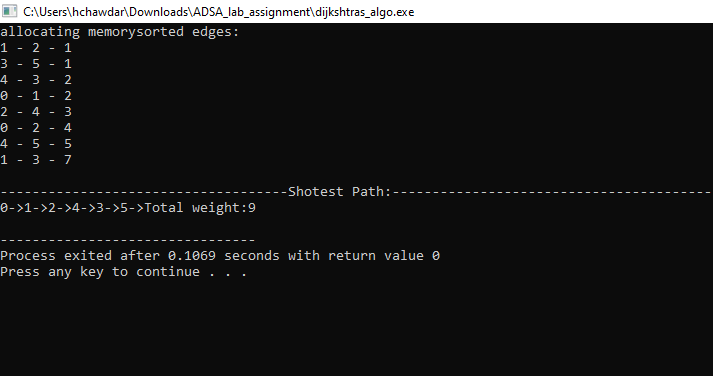 C:\Users\hchawdar\Downloads\ADSA_lab_assignment\dijkshtras_algo.exe
allocating memorysorted edges:
1 - 2 - 1
3 - 5 - 1
4 - 3 - 2
0 - 1 - 2
2 - 4 - 3
0 - 2 - 4
4 - 5 - 5
1 - 3 - 7
------------------------------------Shotest Path:----------------------------------------
0->1->2->4->3->5->Total weight:9
--------------------------------
Process exited after 0.1069 seconds with return value 0
Press any key to continue . . .